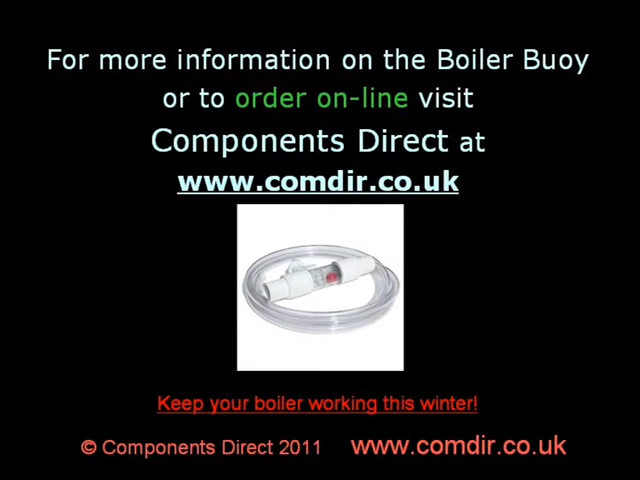 For more information on the Boiler Buoy
or to order on-line visit
Components Direct at
www.comdir.co.uk
Keep your boiler working this winter!
© Components Direct 2011 www.comdir.co.uk